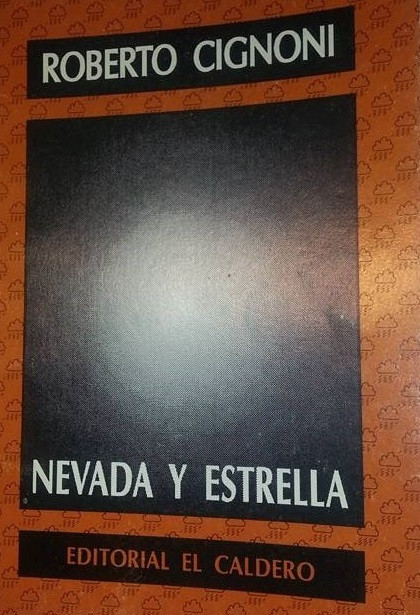 ROBERTO CIGNONI
NEVADA Y ESTRELLA
EDITORIAL EL CALDERO